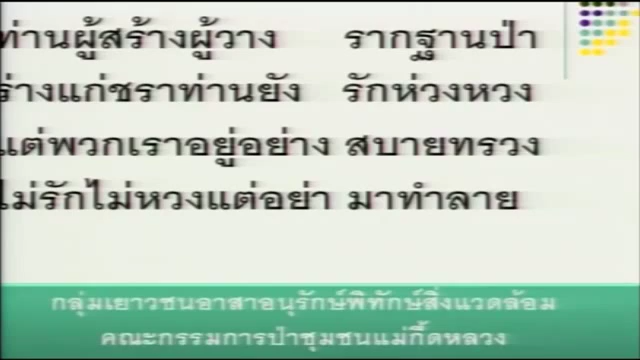 ท่านผู้สร้างผู้วาง รากฐานป่า
ร่างแก่ชราท่านยัง รักห่วงหวง
แต่พวกเราอยู่อย่าง สบายทรวง
ไม่รักไม่หวงแต่อย่า มาทำลาย
กลุ่มเยาวชนอาสาอนุรักษ์พิทักษ์สิ่งแวดล้อม
คณะกรรมการป่าชุมชนแม่กึ๊ดหลวง